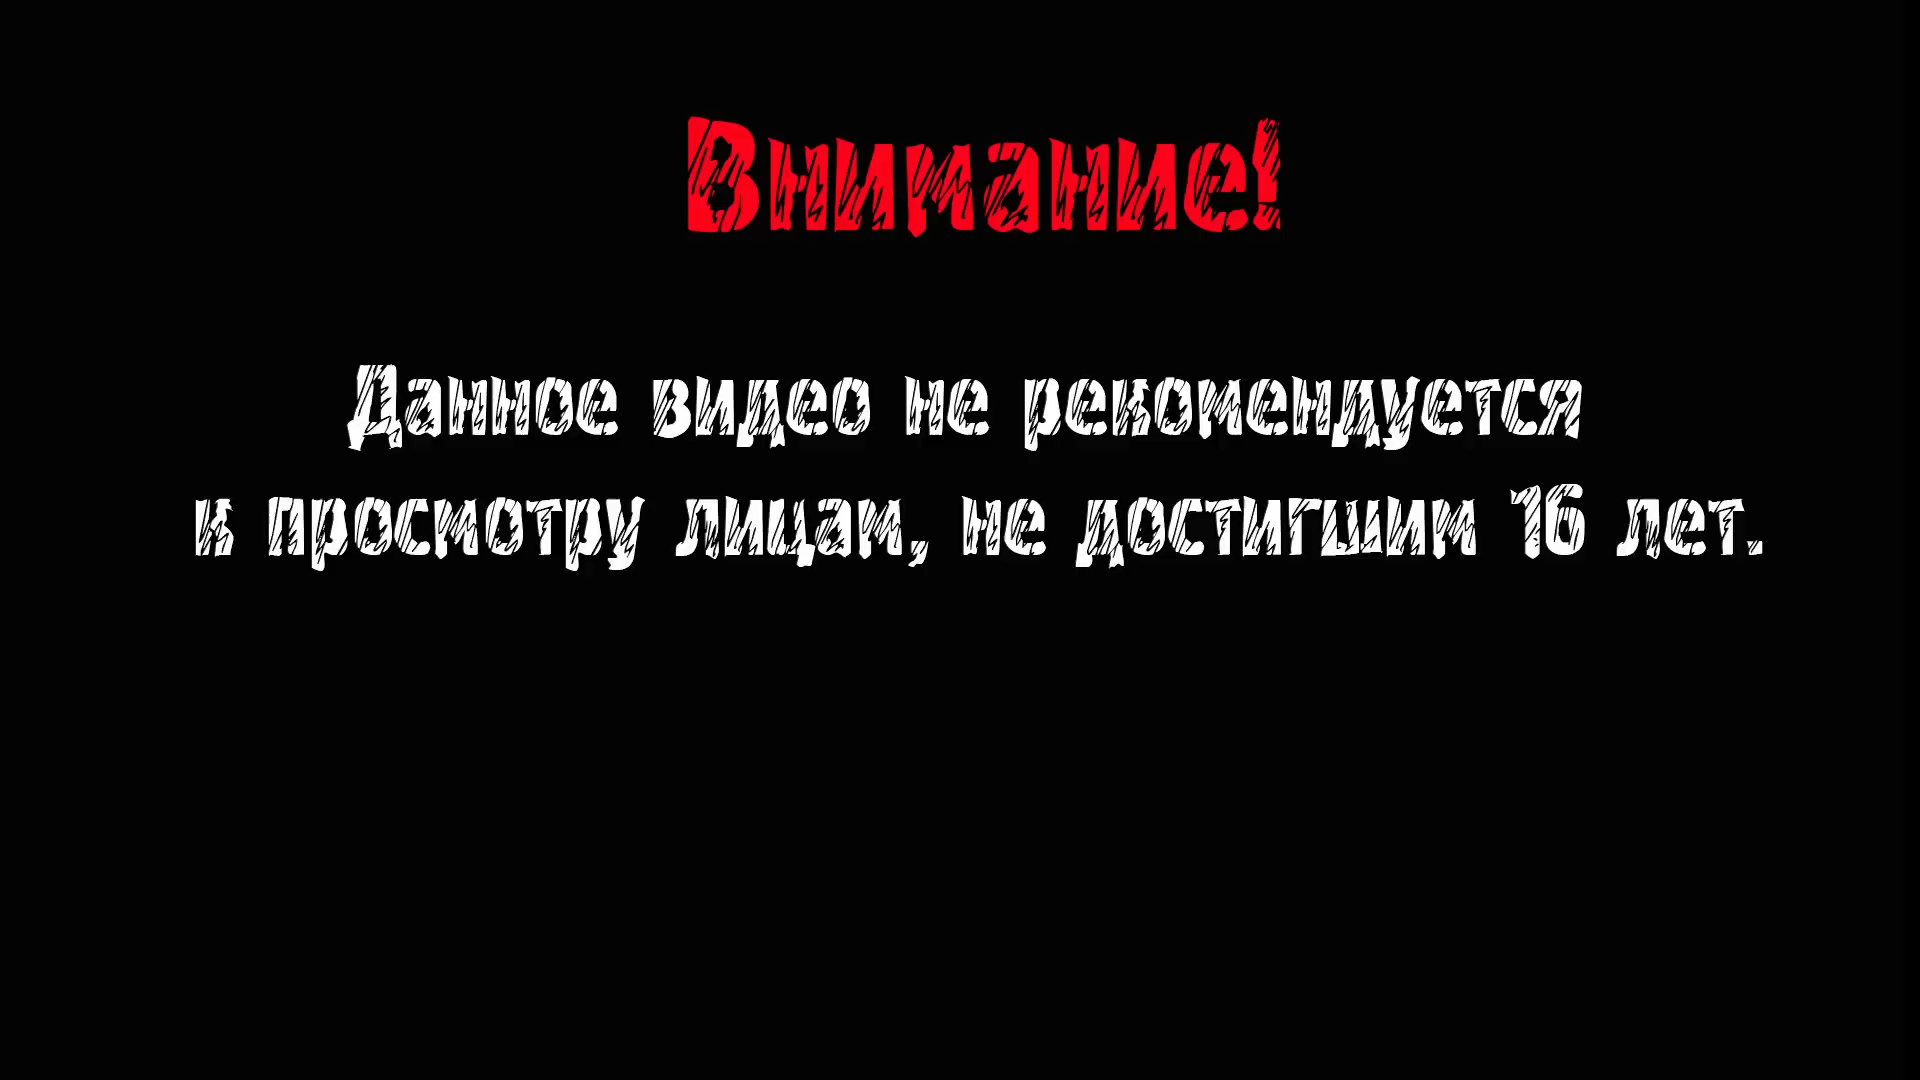 Внимание!
Данное видео не рекомендуется
к просмотру лицам, не достигшим 16 лет.